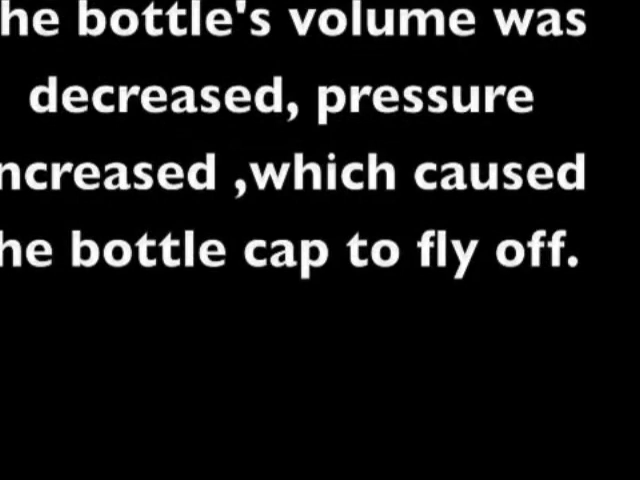 he bottle's volume was
decreased, pressure
ncreased ,which caused
he bottle cap to fly off.